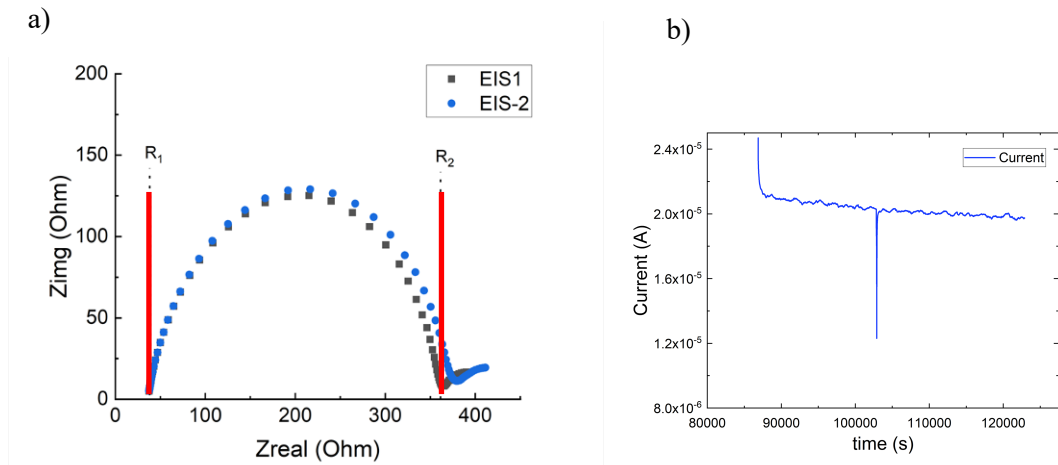 a)
200
150
100
50
0
0
100
200
300
400
Zimg (Ohm)
Zreal (Ohm)
EIS1
EIS-2
R1
R2
b)
2.4x10-5
2.0x10-5
1.6x10-5
1.2x10-5
8.0x10-6
80000
90000
100000
110000
120000
Current (A)
time (s)
Current